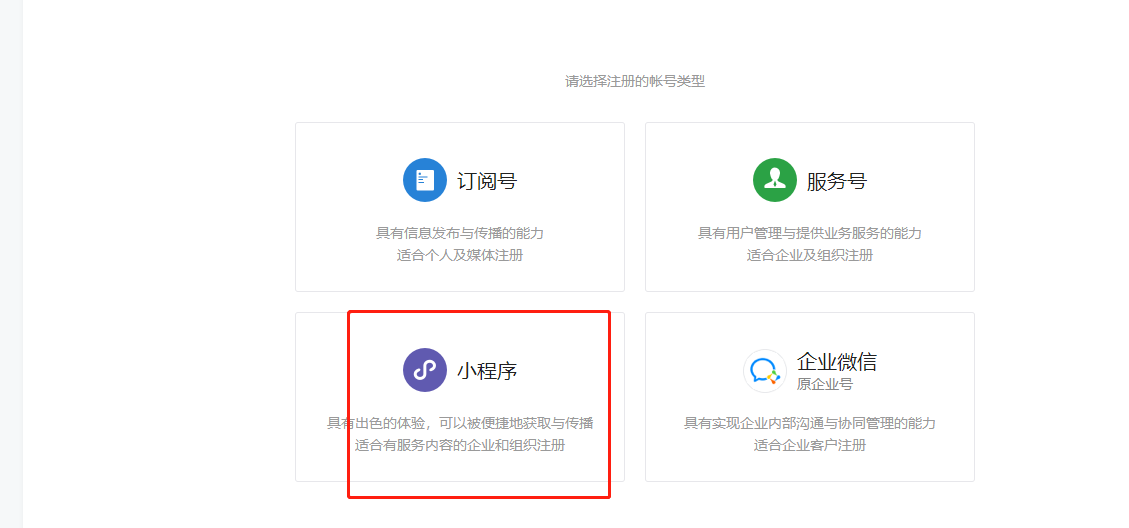 请选择注册的帐号类型
订阅号
具有信息发布与传播的能力
适合个人及媒体注册
服务号
具有用户管理与提供业务服务的能力
适合企业及组织注册
小程序
具有出色的体验，可以被便捷地获取与传播
适合有服务内容的企业和组织注册
企业微信
原企业号
具有实现企业内部沟通与协同管理的能力
适合企业客户注册